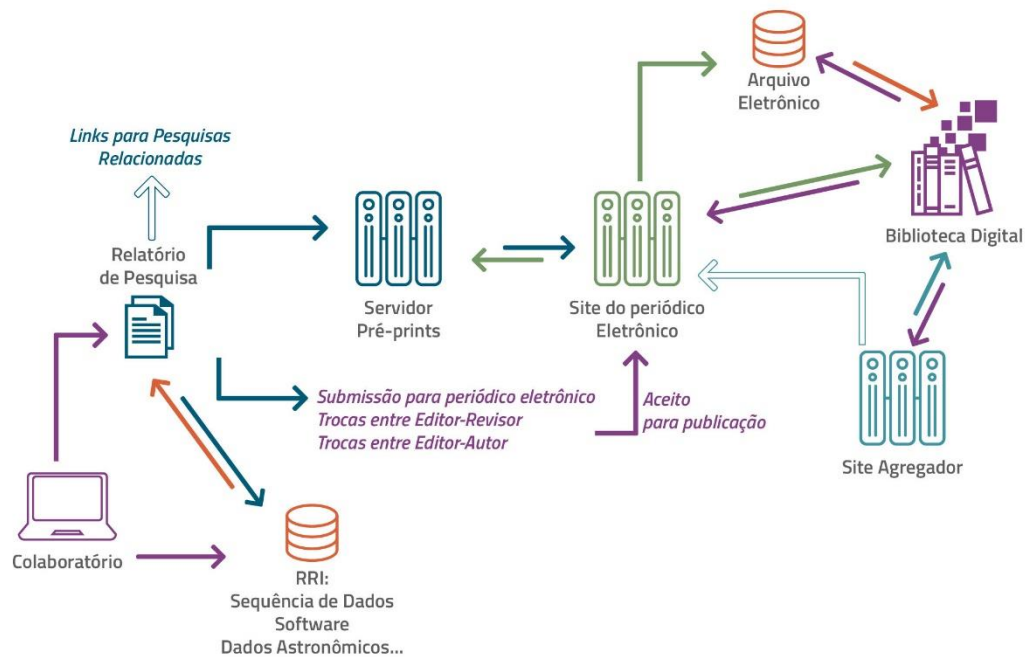 Arquivo
Eletrônico
Links para Pesquisas
Relacionadas
Biblioteca Digital
Relatório
de Pesquisa
Servidor
Pré-prints
Site do periódico
Eletrônico
Submissão para periódico eletrônico
Trocas entre Editor-Revisor
Trocas entre Editor-Autor
Aceito
para publicação
Site Agregador
Colaboratório
RRI:
Sequência de Dados
Software
Dados Astronômicos...